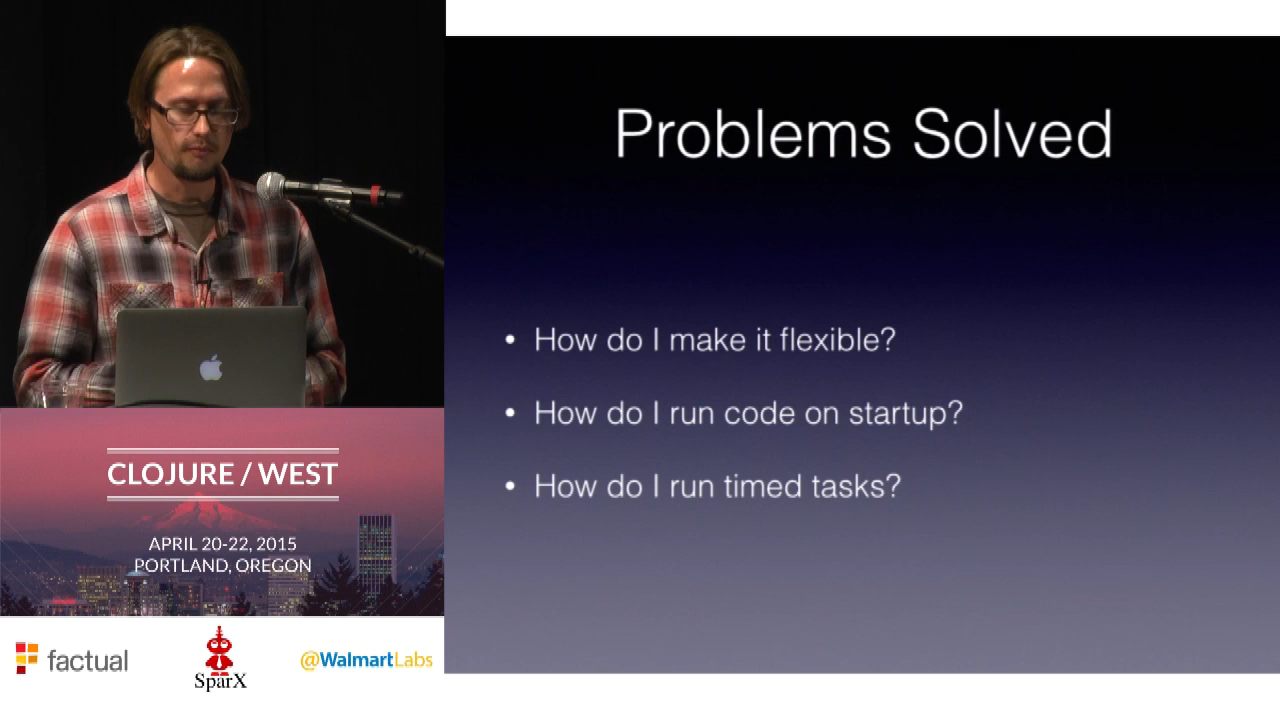 Problems Solved
• How do I make it flexible?
• How do I run code on startup?
• How do I run timed tasks?
CLOJURE / WEST
APRIL 20-22, 2015
PORTLAND, OREGON
factual
SparX
@WalmartLabs